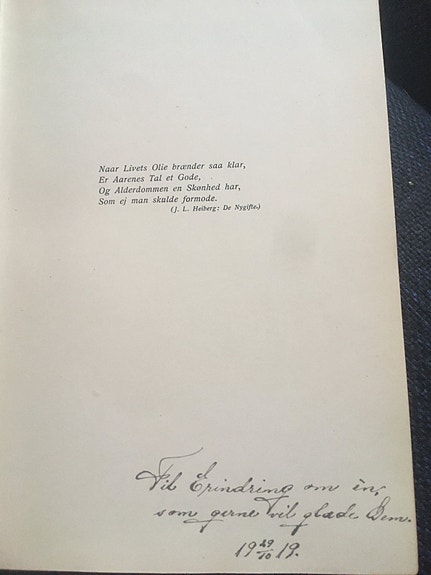 Naar Livets Olie brænder saa klar,
Er Aarenes Tal et Gode,
Og Alderdommen en Skønhed har,
Som ej man skulde formode.
(J. L. Heiberg: De Nygifte.)
Til Erindring om èn,
som gerne vil glæde Dem.
19 29/10 19.